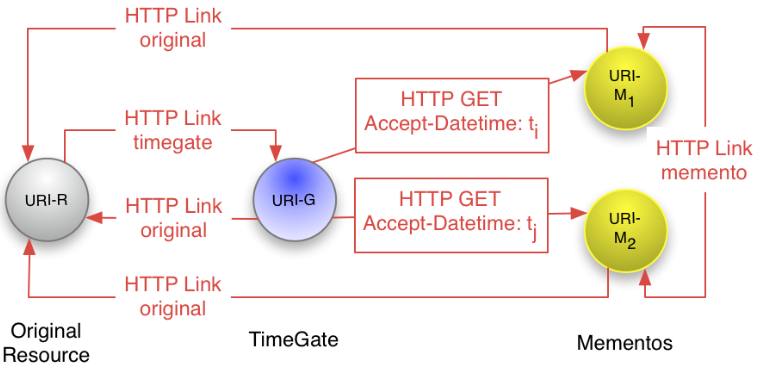 HTTP Link
original
URI-
M1
HTTP GET
Accept-Datetime: ti
HTTP Link
timegate
HTTP Link
memento
URI-R
URI-G
HTTP Link
original
HTTP GET
Accept-Datetime: tj
URI-
M2
HTTP Link
original
Original
Resource
TimeGate
Mementos